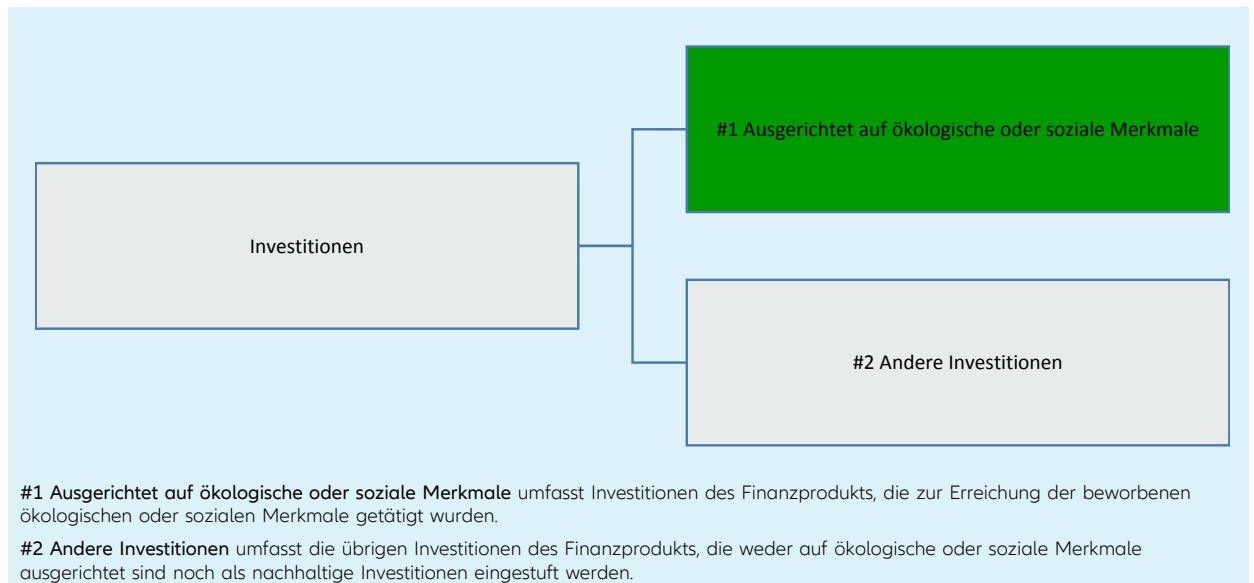 #1 Ausgerichtet auf ökologische oder soziale Merkmale
Investitionen
#2 Andere Investitionen
#1 Ausgerichtet auf ökologische oder soziale Merkmale umfasst Investitionen des Finanzprodukts, die zur Erreichung der beworbenen
ökologischen oder sozialen Merkmale getätigt wurden.
#2 Andere Investitionen umfasst die übrigen Investitionen des Finanzprodukts, die weder auf ökologische oder soziale Merkmale
ausgerichtet sind noch als nachhaltige Investitionen eingestuft werden.